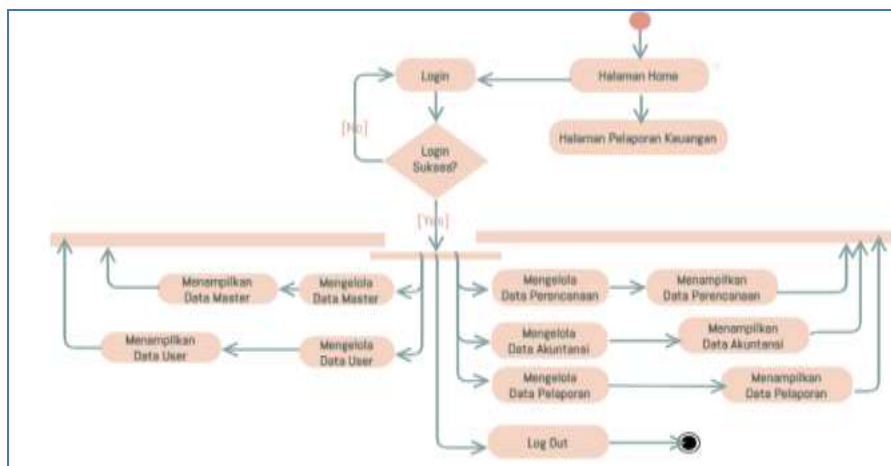 Login
Halaman Home
[No]
Halaman Pelaporan Keuangan
Login
Sukses?
[Yes]
Menampilkan
Data Master
Mengelola
Data Master
Mengelola
Data Perencanaan
Menampilkan
Data Perencanaan
Menampilkan
Data User
Mengelola
Data User
Mengelola
Data Akuntansi
Menampilkan
Data Akuntansi
Mengelola
Data Pelaporan
Menampilkan
Data Pelaporan
Log Out